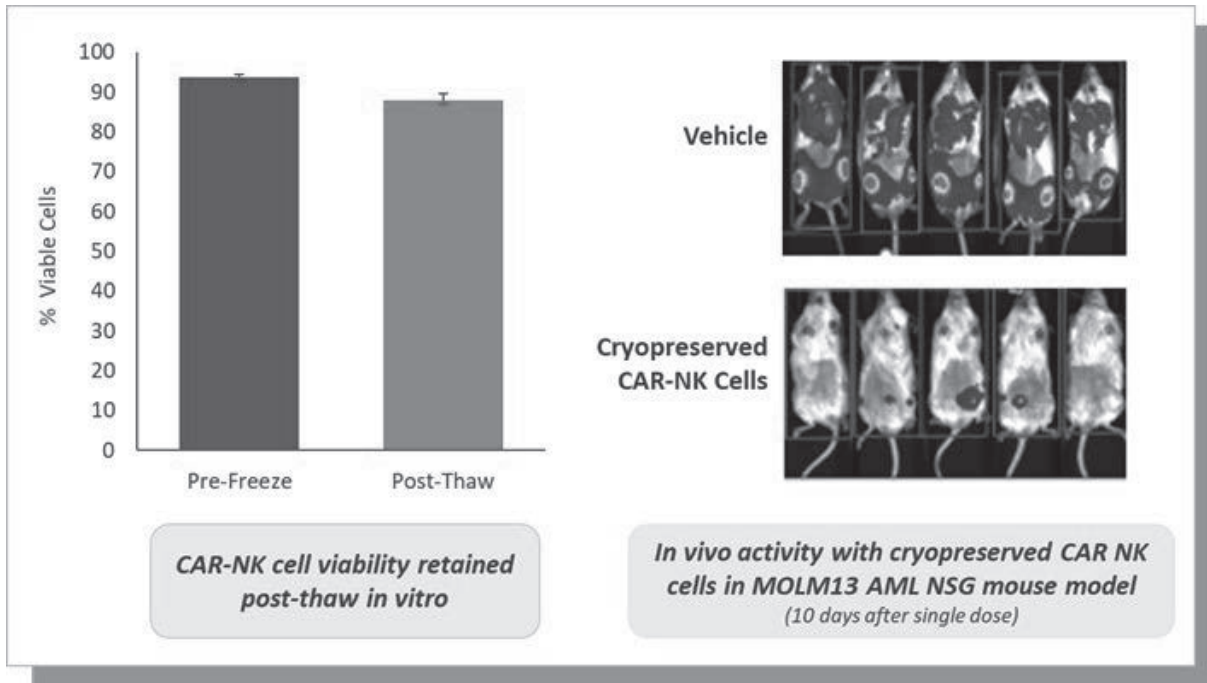 100
90
80
70
60
50
40
30
20
10
0
% Viable Cells
Pre-Freeze
Post-Thaw
CAR-NK cell viability retained
post-thaw in vitro
Vehicle
Cryopreserved
CAR-NK Cells
In vivo activity with cryopreserved CAR NK
cells in MOLM13 AML NSG mouse model
(10 days after single dose)